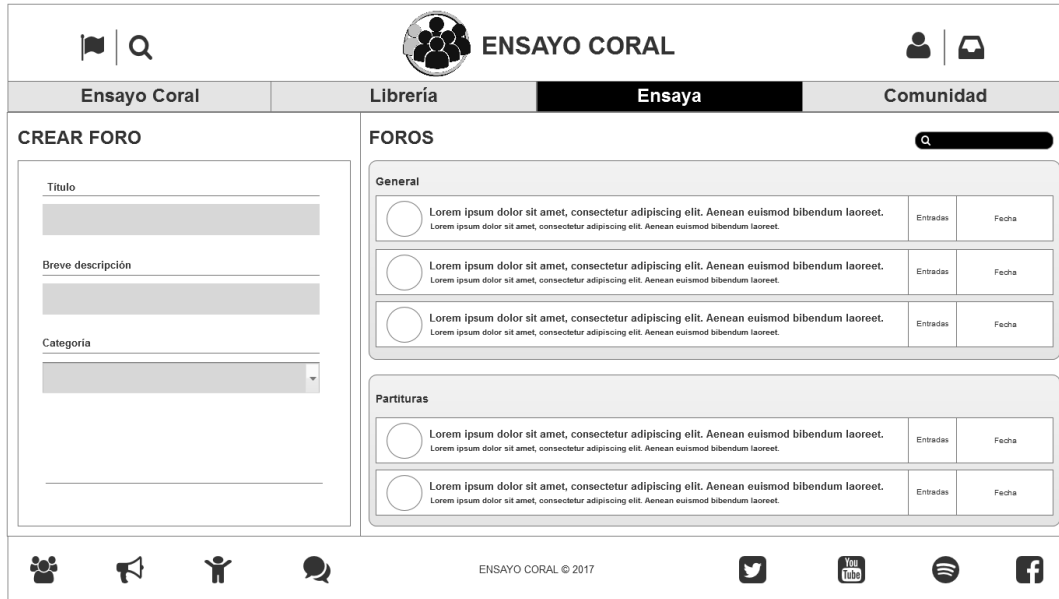 ENSAYO CORAL
Ensayo Coral
Librería
Ensaya
Comunidad
CREAR FORO
Título
Breve descripción
Categoría
FOROS
General
Lorem ipsum dolor sit amet, consectetur adipiscing elit. Aenean euismod bibendum laoreet.
Lorem ipsum dolor sit amet, consectetur adipiscing elit. Aenean euismod bibendum laoreet.
Entradas
Fecha
Lorem ipsum dolor sit amet, consectetur adipiscing elit. Aenean euismod bibendum laoreet.
Lorem ipsum dolor sit amet, consectetur adipiscing elit. Aenean euismod bibendum laoreet.
Entradas
Fecha
Lorem ipsum dolor sit amet, consectetur adipiscing elit. Aenean euismod bibendum laoreet.
Lorem ipsum dolor sit amet, consectetur adipiscing elit. Aenean euismod bibendum laoreet.
Entradas
Fecha
Partituras
Lorem ipsum dolor sit amet, consectetur adipiscing elit. Aenean euismod bibendum laoreet.
Lorem ipsum dolor sit amet, consectetur adipiscing elit. Aenean euismod bibendum laoreet.
Entradas
Fecha
Lorem ipsum dolor sit amet, consectetur adipiscing elit. Aenean euismod bibendum laoreet.
Lorem ipsum dolor sit amet, consectetur adipiscing elit. Aenean euismod bibendum laoreet.
Entradas
Fecha
ENSAYO CORAL © 2017
You
Tube